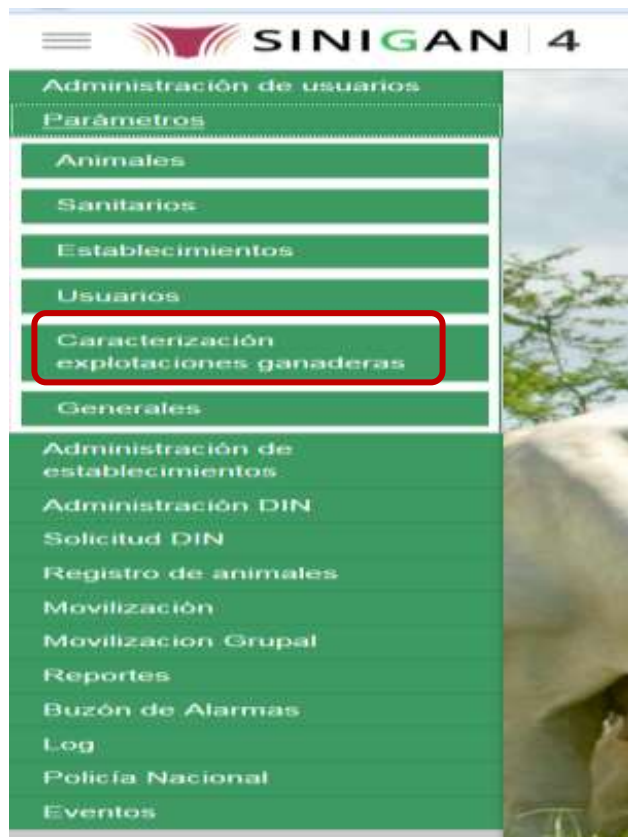 SINIGAN 4
Administración de usuarios
Parámetros
Animales
Sanitarios
Establecimientos
Usuarios
Caracterización
explotaciones ganaderas
Generales
Administración de
establecimientos
Administración DIN
Solicitud DIN
Registro de animales
Movilización
Movilizacion Grupal
Reportes
Buzón de Alarmas
Log
Policía Nacional
Eventos